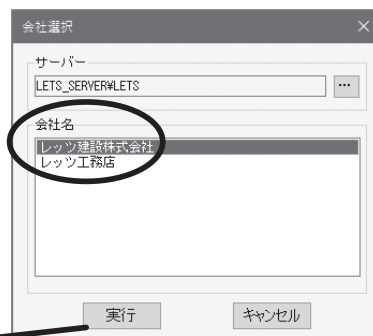 会社選択
サーバー
LETS_SERVER¥LETS
...
会社名
レッツ建設株式会社
レッツ工務店
実行
キャンセル